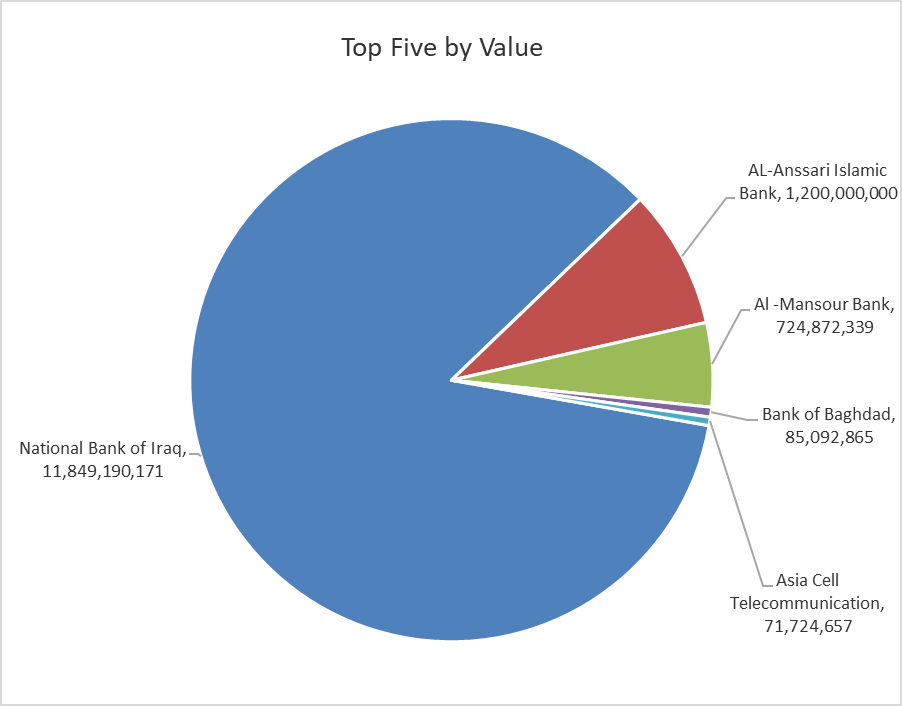 Top Five by Value
AL-Anssari Islamic
Bank, 1,200,000,000
Al -Mansour Bank,
724,872,339
Bank of Baghdad,
85,092,865
National Bank of Iraq,
11,849,190,171
Asia Cell
Telecommunication,
71,724,657